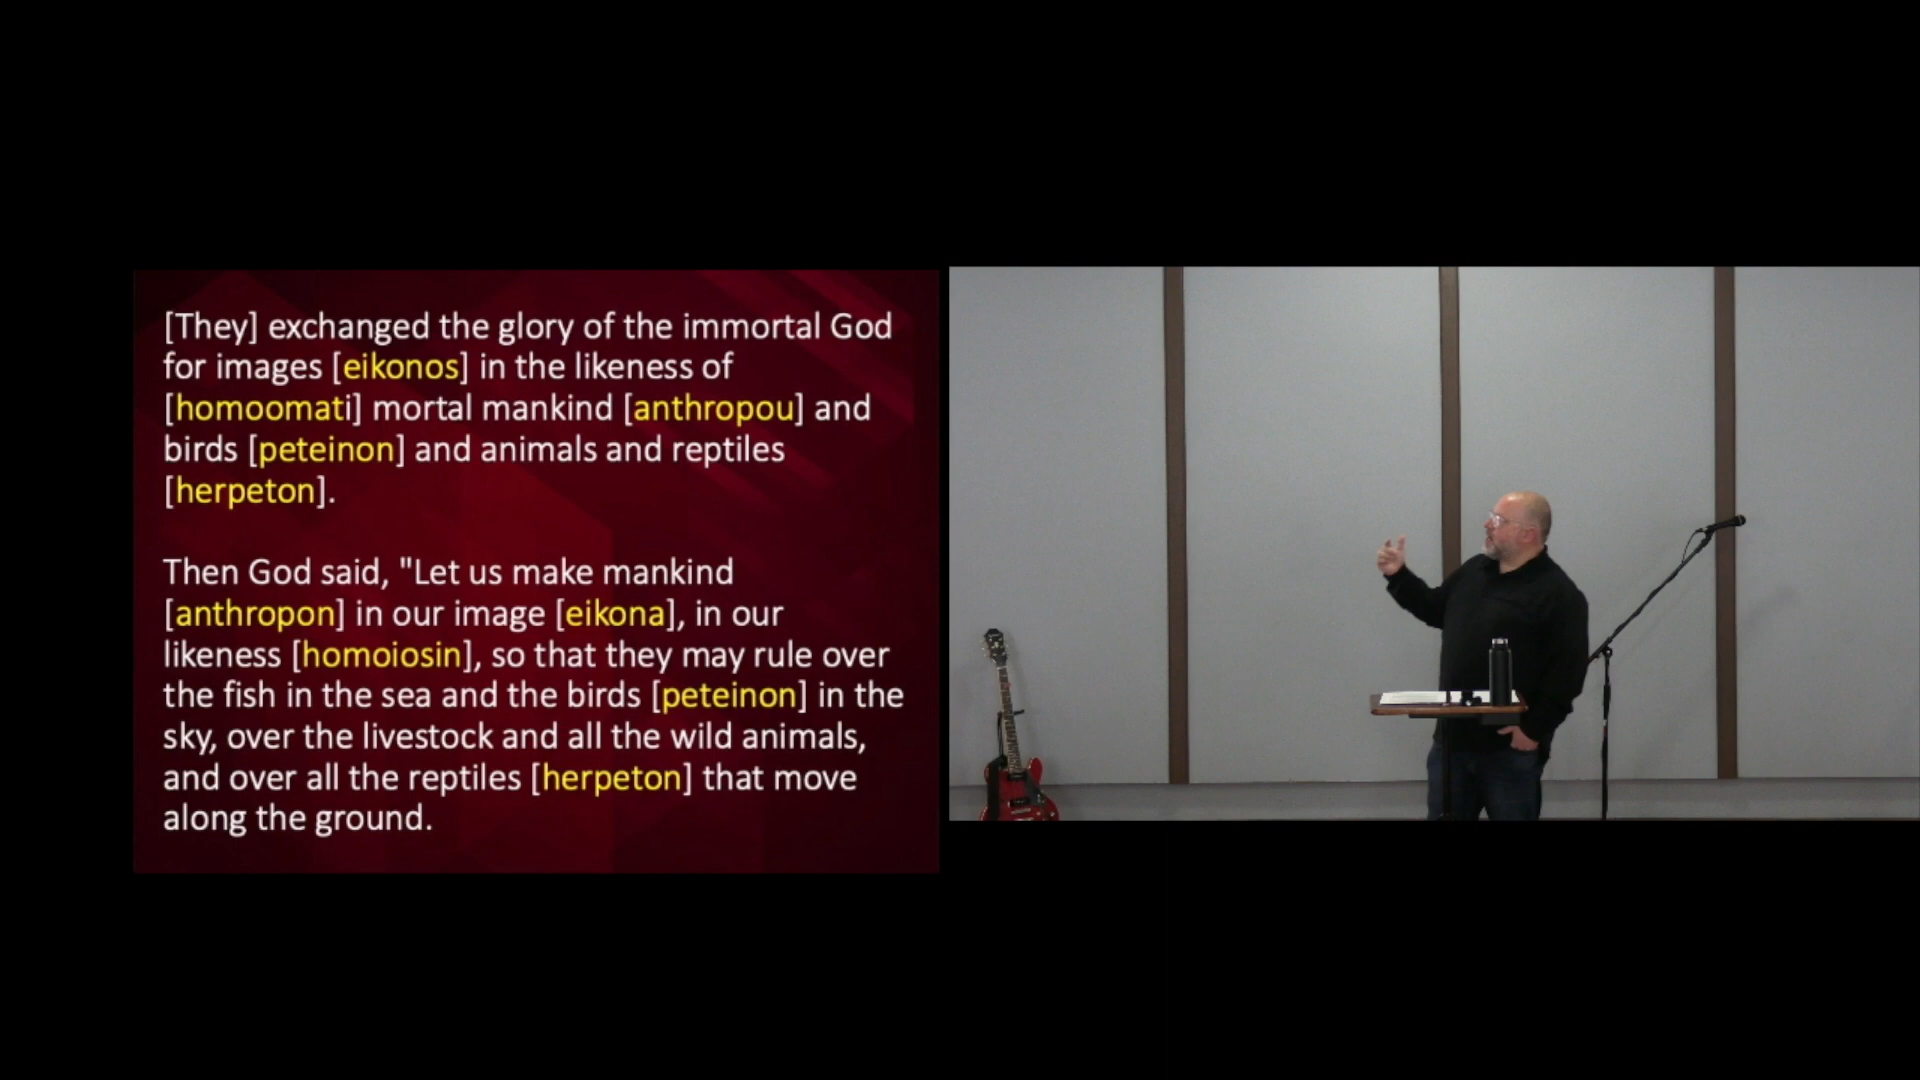 [They] exchanged the glory of the immortal God
for images [eikonos] in the likeness of
[homoomati] mortal mankind [anthropou] and
birds [peteinon] and animals and reptiles
[herpeton].
Then God said, "Let us make mankind
[anthropon] in our image [eikona], in our
likeness [homoiosin], so that they may rule over
the fish in the sea and the birds [peteinon] in the
sky, over the livestock and all the wild animals,
and over all the reptiles [herpeton] that move
along the ground.